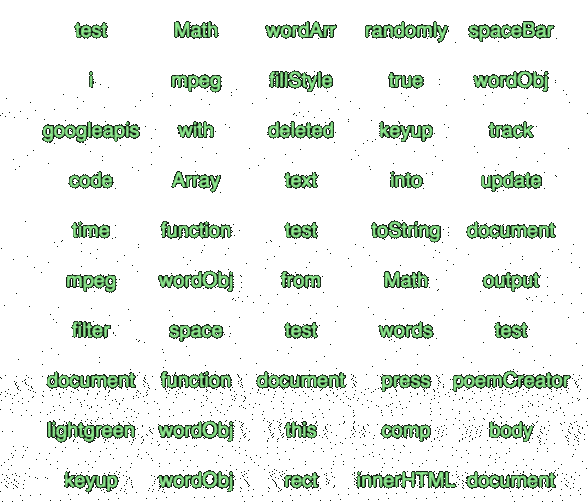 test Math wordArr randomly spaceBar
i mpeg fillStyle true wordObj
googleapis with deleted keyup track
code Array text into update
time function test toString document
mpeg wordObj from Math output
filter space test words test
document function document press poemCreator
lightgreen wordObj this comp body
keyup wordObj rect innerHTML document